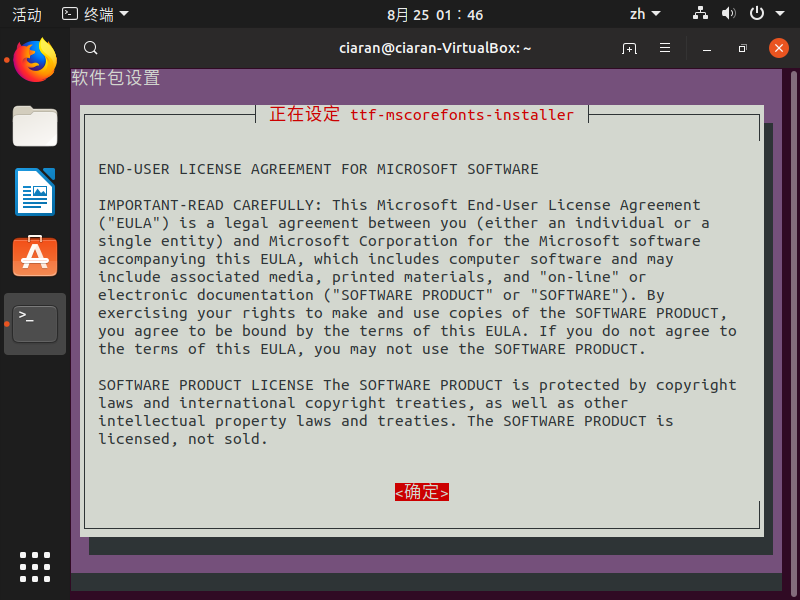 活动 终端 8月 25 01：46 zh
ciaran@ciaran-VirtualBox: ~
软件包设置
正在设定 ttf-mscorefonts-installer
END-USER LICENSE AGREEMENT FOR MICROSOFT SOFTWARE
IMPORTANT-READ CAREFULLY: This Microsoft End-User License Agreement
("EULA") is a legal agreement between you (either an individual or a
single entity) and Microsoft Corporation for the Microsoft software
accompanying this EULA, which includes computer software and may
include associated media, printed materials, and "on-line" or
electronic documentation ("SOFTWARE PRODUCT" or "SOFTWARE"). By
exercising your rights to make and use copies of the SOFTWARE PRODUCT,
you agree to be bound by the terms of this EULA. If you do not agree to
the terms of this EULA, you may not use the SOFTWARE PRODUCT.
SOFTWARE PRODUCT LICENSE The SOFTWARE PRODUCT is protected by copyright
laws and international copyright treaties, as well as other
intellectual property laws and treaties. The SOFTWARE PRODUCT is
licensed, not sold.
<确定>